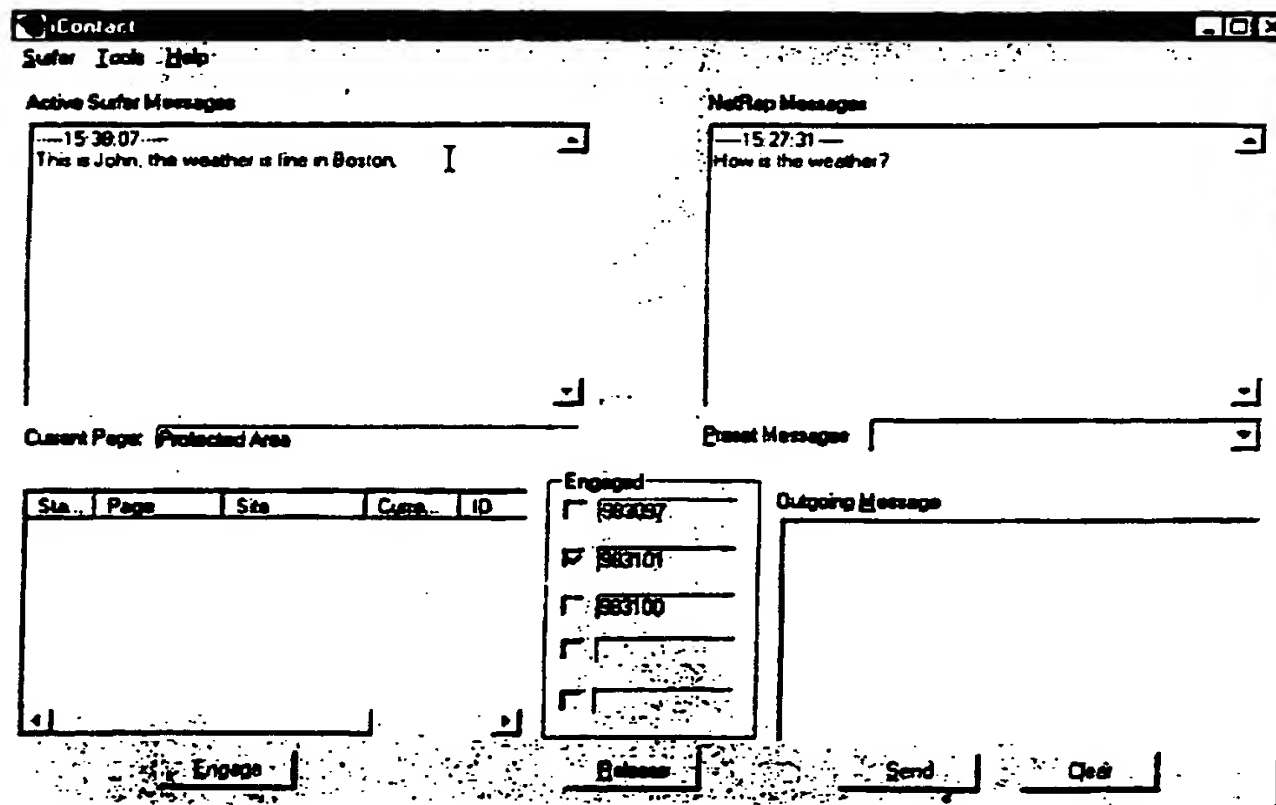 iContact
Surfer Tools Help
Active Surfer Messages
-----15:38:07-----
This is John, the weather is fine in Boston.
NetRep Messages
-----15:27:31-----
How is the weather?
Current Page: Protected Area
Preset Messages
Sta... Page Site Curre... ID
Engaged
983097
983101
983100
Outgoing Message
Engage
Release
Send
Clear